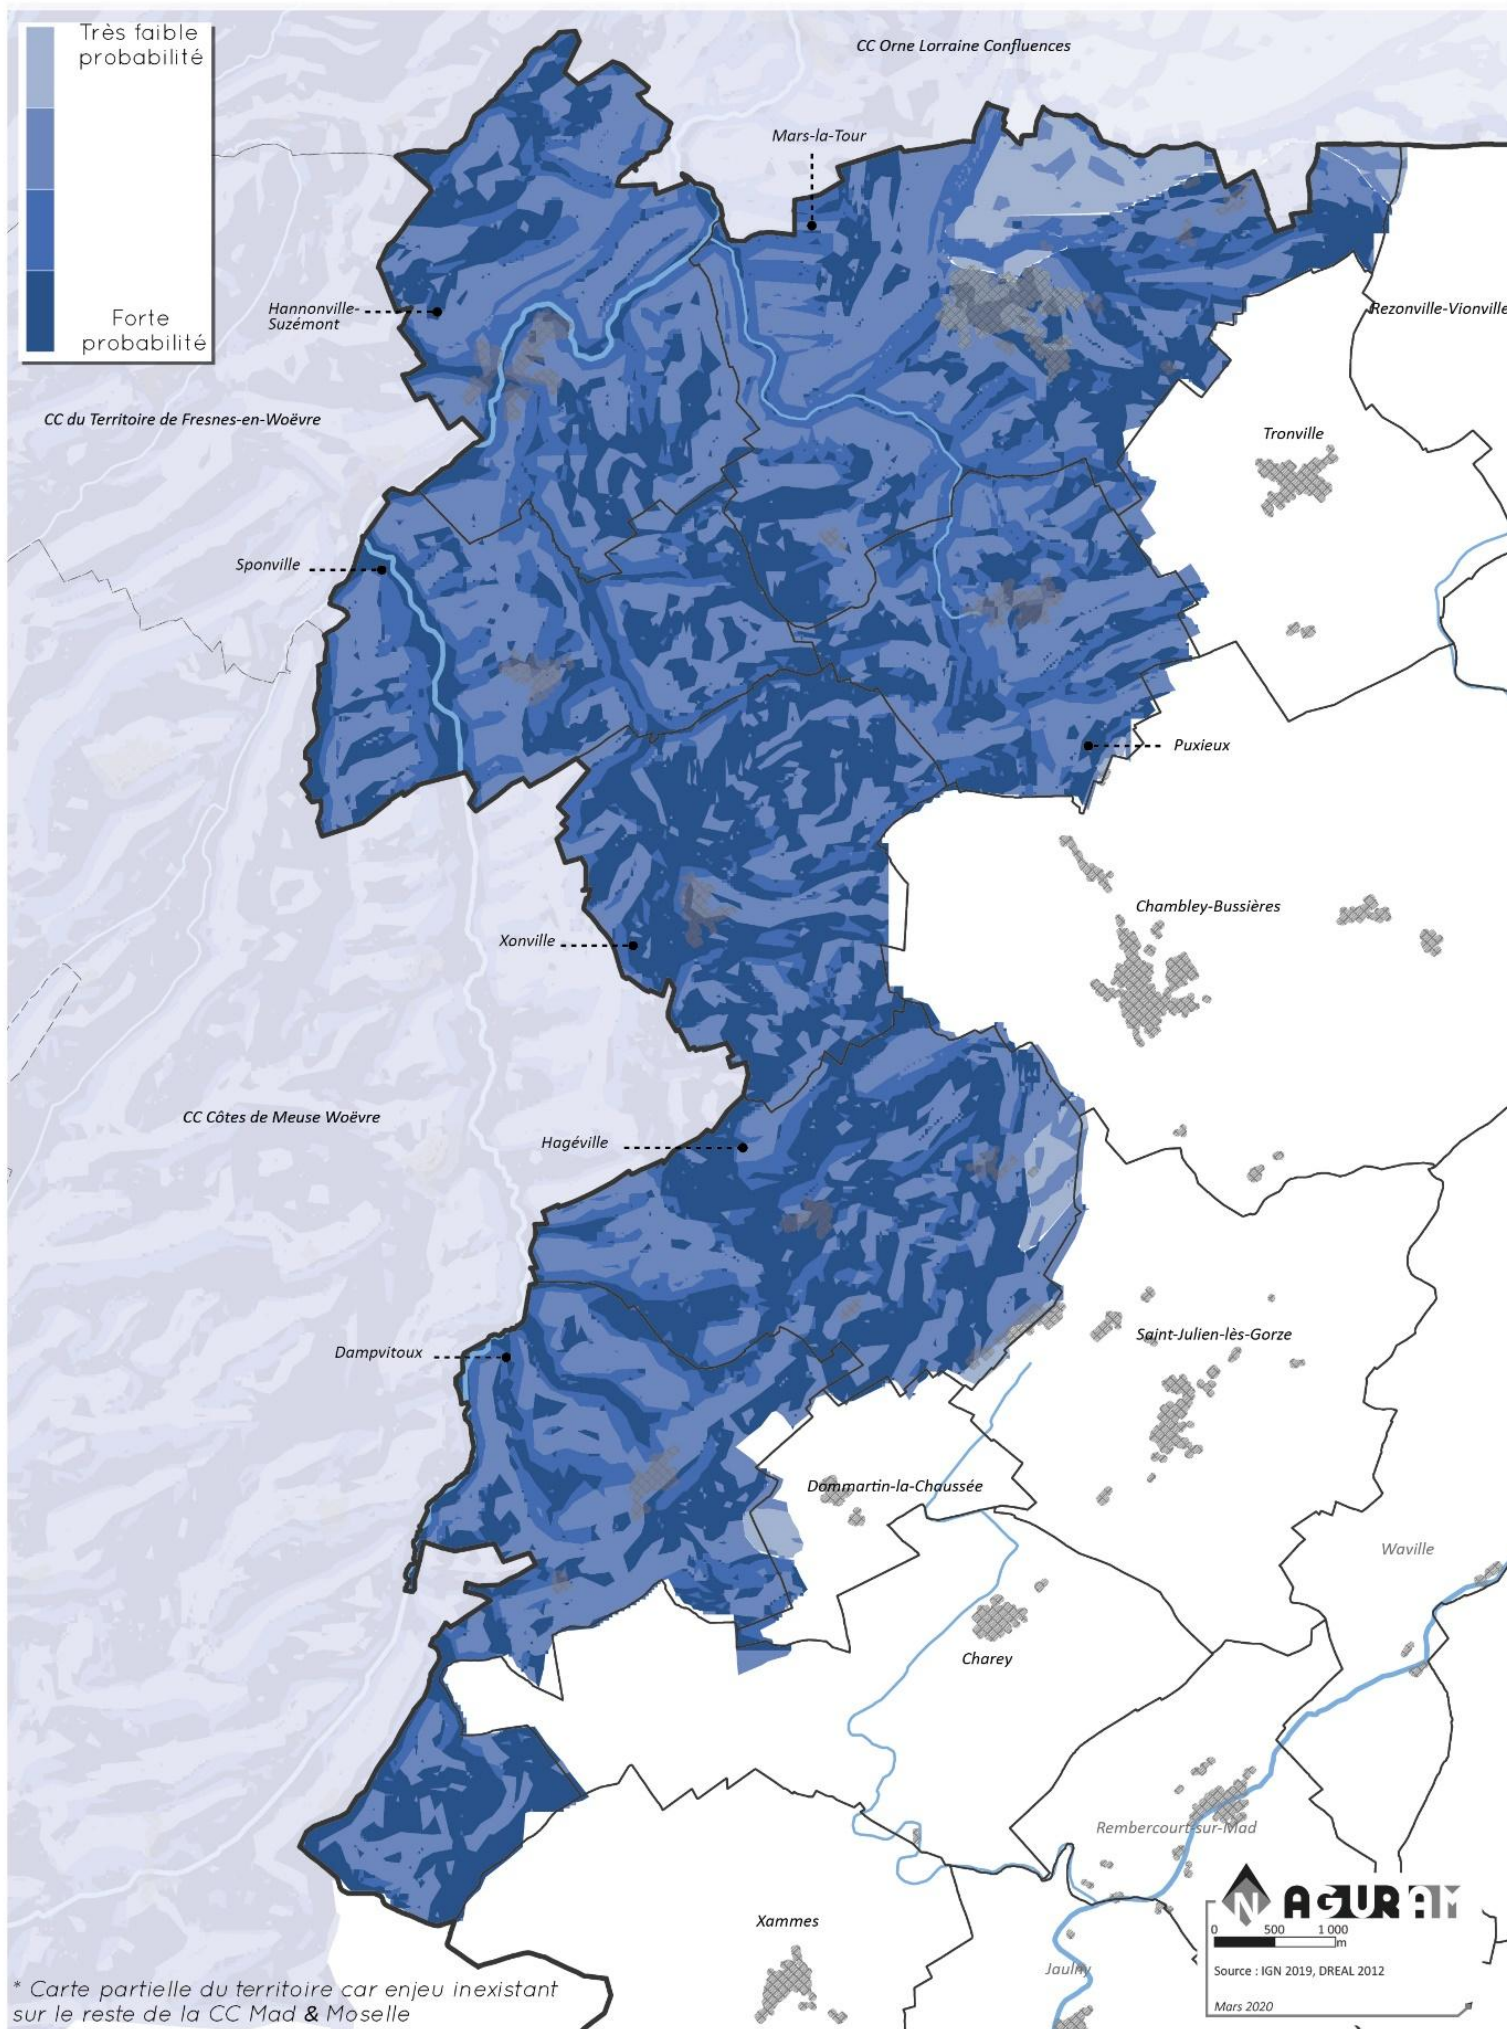 Très faible
probabilité
Forte
probabilité
CC Orne Lorraine Confluences
Mars-la-Tour
Hannonville-
Suzémont
Rezonville-Vionville
CC du Territoire de Fresnes-en-Woëvre
Tronville
Sponville
Puxieux
Chambley-Bussières
Xonville
CC Côtes de Meuse Woëvre
Hagéville
Saint-Julien-lès-Gorze
Dampvitoux
Dommartin-la-Chaussée
Waville
Charey
Rembercourt-sur-Mad
Xammes
Jaulny
N AGURAM
0 500 1 000
m
Source : IGN 2019, DREAL 2012
Mars 2020
* Carte partielle du territoire car enjeu inexistant
sur le reste de la CC Mad & Moselle